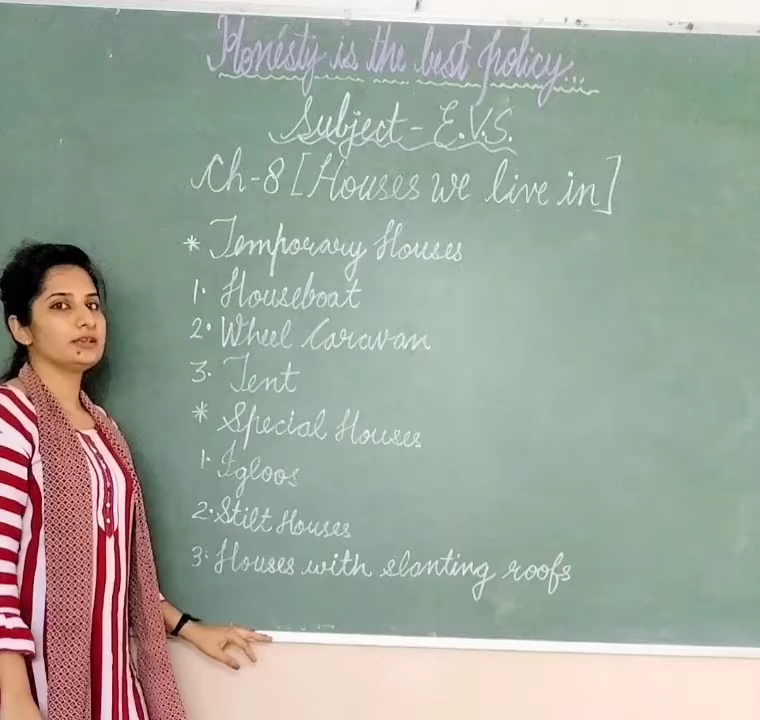 Honesty is the best policy...
Subject - E.V.S.
Ch-8 [Houses we live in]
* Temporary Houses
1. Houseboat
2. Wheel Caravan
3. Tent
* Special Houses
1. Igloos
2. Stilt Houses
3. Houses with slanting roofs